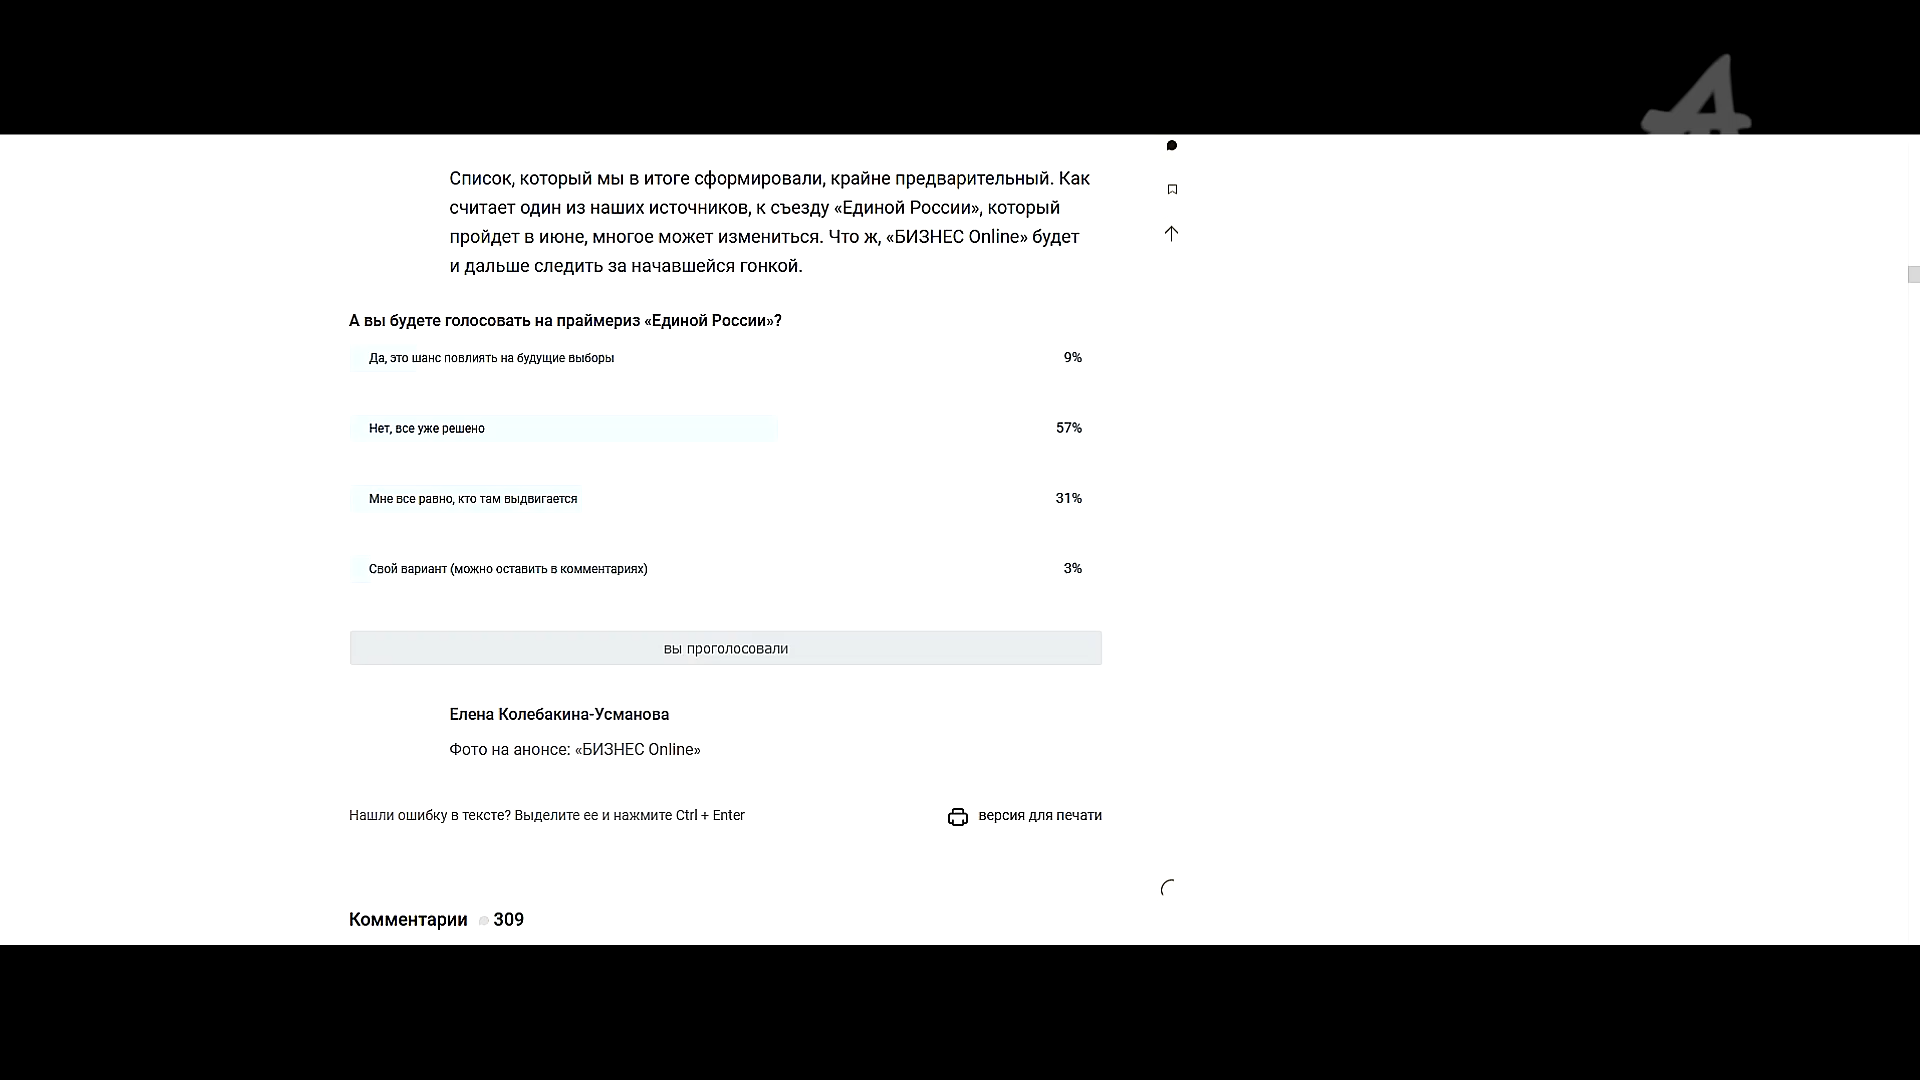 Список, который мы в итоге сформировали, крайне предварительный. Как
считает один из наших источников, к съезду «Единой России», который
пройдет в июне, многое может измениться. Что ж, «БИЗНЕС Online» будет
и дальше следить за начавшейся гонкой.
А вы будете голосовать на праймериз «Единой России»?
Да, это шанс повлиять на будущие выборы 9%
Нет, все уже решено 57%
Мне все равно, кто там выдвигается 31%
Свой вариант (можно оставить в комментариях) 3%
вы проголосовали
Елена Колебакина-Усманова
Фото на анонсе: «БИЗНЕС Online»
Нашли ошибку в тексте? Выделите ее и нажмите Ctrl + Enter версия для печати
Комментарии 309